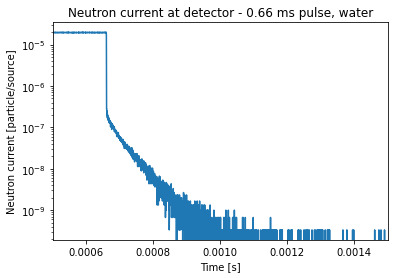 Neutron current at detector - 0.66 ms pulse, water
Neutron current [particle/source]
10⁻⁵
10⁻⁶
10⁻⁷
10⁻⁸
10⁻⁹
0.0006 0.0008 0.0010 0.0012 0.0014
Time [s]